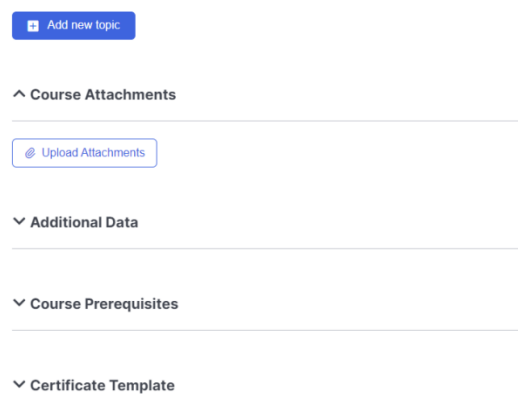 Add new topic
Course Attachments
Upload Attachments
Additional Data
Course Prerequisites
Certificate Template